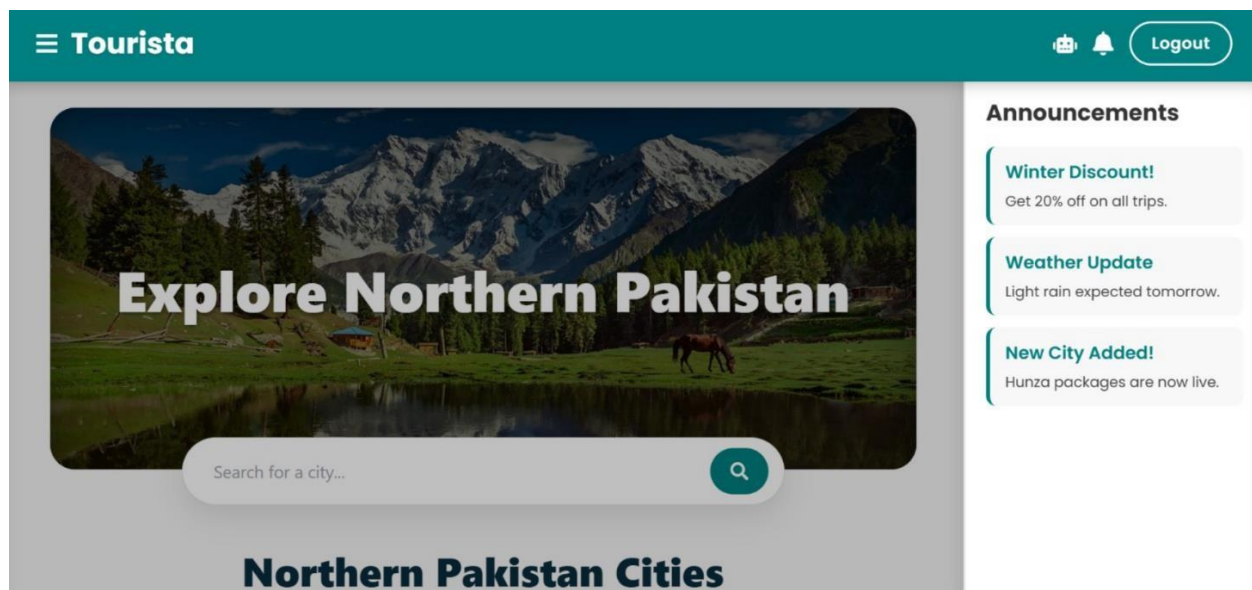 Tourista
Logout
Explore Northern Pakistan
Search for a city...
Northern Pakistan Cities
Announcements
Winter Discount!
Get 20% off on all trips.
Weather Update
Light rain expected tomorrow.
New City Added!
Hunza packages are now live.